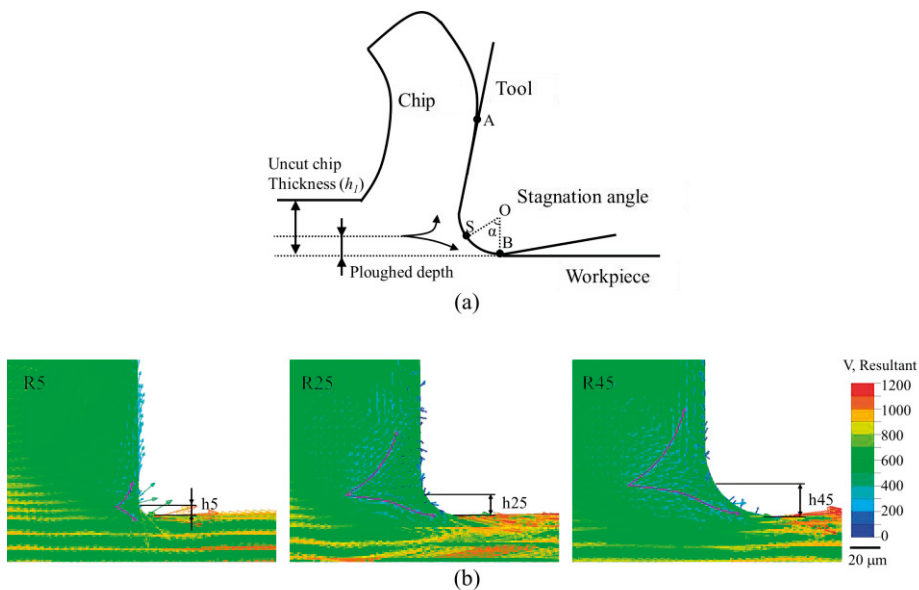 Chip
Tool
A
Uncut chip
Thickness (h₁)
Stagnation angle
O
S
α
B
Ploughed depth
Workpiece
(a)
R5
R25
R45
V, Resultant
1200
1000
800
600
400
200
0
h5
h25
h45
20 μm
(b)